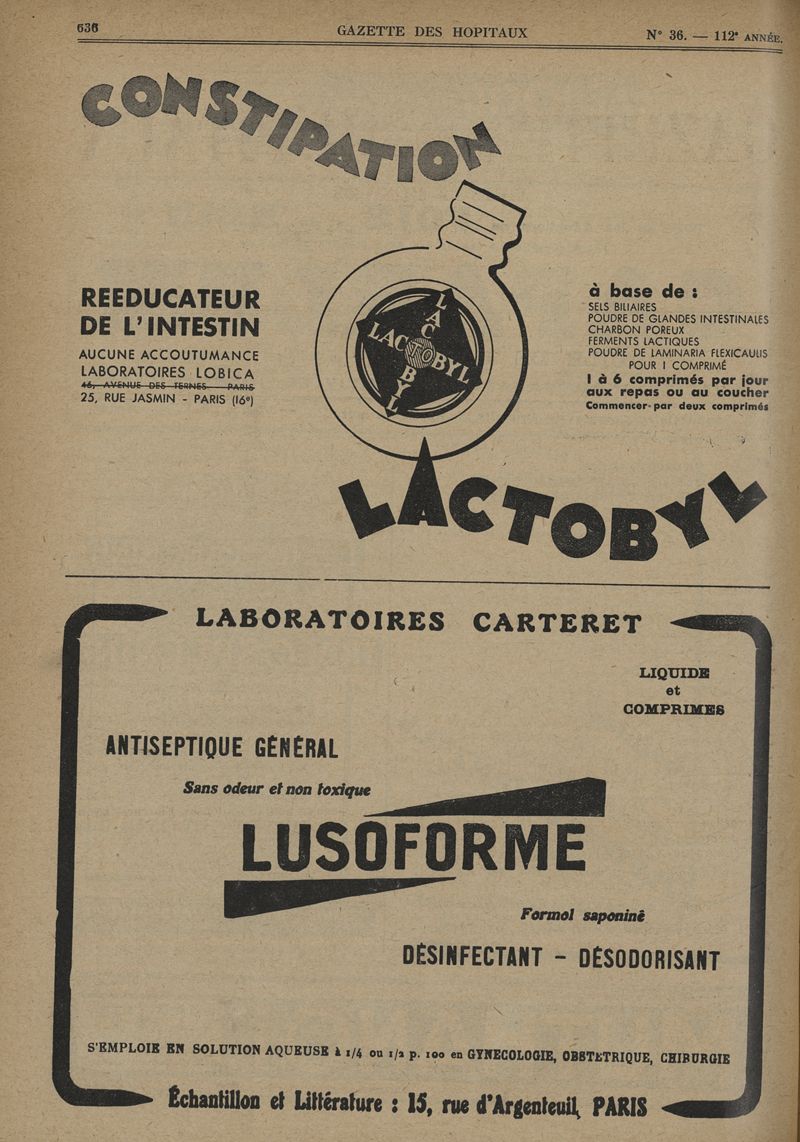 636
GAZETTE DES HOPITAUX
N° 36. — 112e ANNÉE.
CONSTIPATION
REEDUCATEUR
DE L'INTESTIN
AUCUNE ACCOUTUMANCE
LABORATOIRES LOBICA
46, AVENUE DES TERNES - PARIS
25, RUE JASMIN - PARIS (16e)
LACTOBYL
LACTOBYL
à base de :
SELS BILIAIRES
POUDRE DE GLANDES INTESTINALES
CHARBON POREUX
FERMENTS LACTIQUES
POUDRE DE LAMINARIA FLEXICAULIS
POUR 1 COMPRIMÉ
1 à 6 comprimés par jour
aux repas ou au coucher
Commencer par deux comprimés
LACTOBYL
LABORATOIRES CARTERET
LIQUIDE
et
COMPRIMES
ANTISEPTIQUE GÉNÉRAL
Sans odeur et non toxique
LUSOFORME
Formol saponiné
DÉSINFECTANT - DÉSODORISANT
S'EMPLOIE EN SOLUTION AQUEUSE à 1/4 ou 1/2 p. 100 en GYNECOLOGIE, OBSTETRIQUE, CHIRURGIE
Échantillon et Littérature : 15, rue d'Argenteuil, PARIS